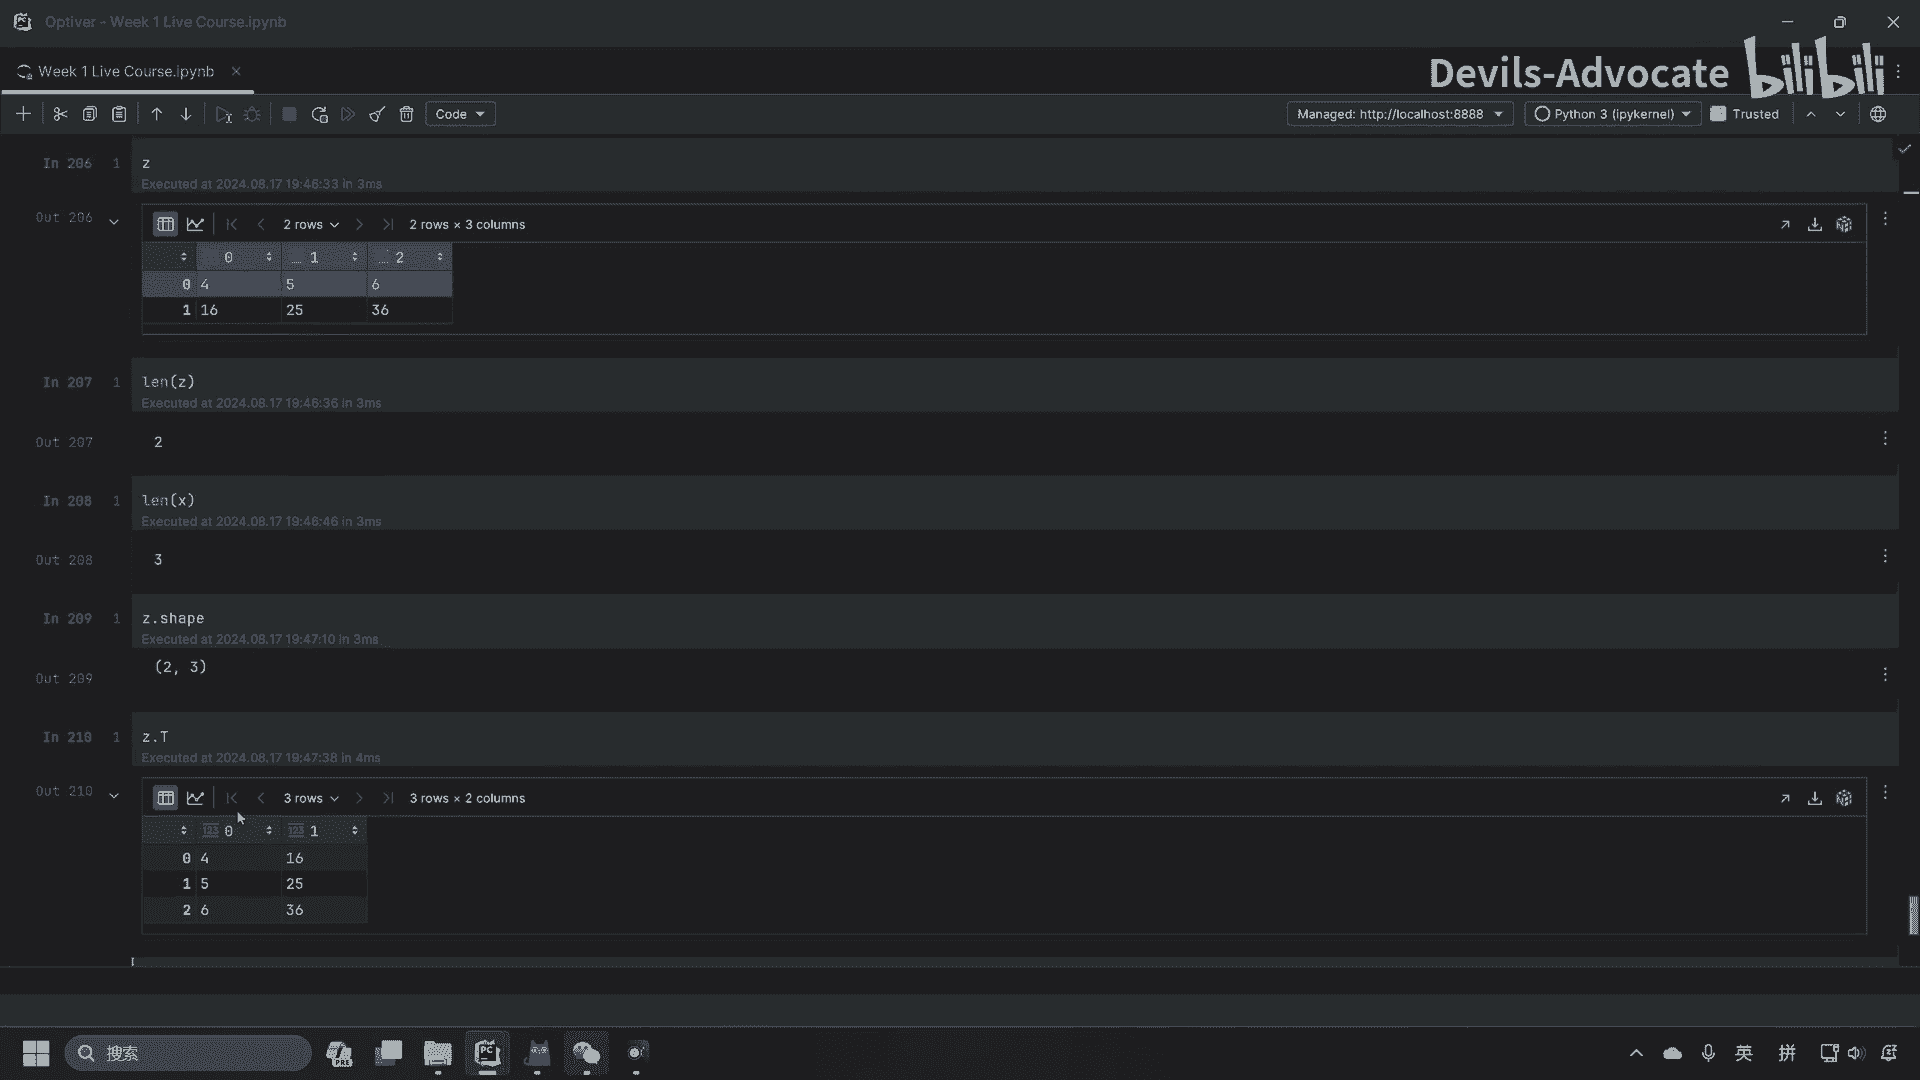 Optiver - Week 1 Live Course.ipynb
Week 1 Live Course.ipynb
Devils-Advocate bilibili
Code
Managed: http://localhost:8888
Python 3 (ipykernel)
Trusted
In 206 1 z
Executed at 2024.08.17 19:46:33 in 3ms
Out 206
2 rows
2 rows × 3 columns
0 1 2
0 4 5 6
1 16 25 36
In 207 1 len(z)
Executed at 2024.08.17 19:46:36 in 3ms
Out 207 2
In 208 1 len(x)
Executed at 2024.08.17 19:46:46 in 3ms
Out 208 3
In 209 1 z.shape
Executed at 2024.08.17 19:47:10 in 3ms
Out 209 (2, 3)
In 210 1 z.T
Executed at 2024.08.17 19:47:38 in 4ms
Out 210
3 rows
3 rows × 2 columns
123 0 123 1
0 4 16
1 5 25
2 6 36
搜索
PRE
PC
英
拼